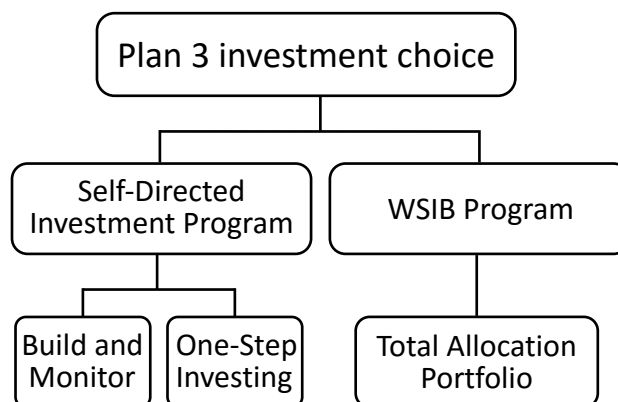 Plan 3 investment choice
Self-Directed
Investment Program
WSIB Program
Build and
Monitor
One-Step
Investing
Total Allocation
Portfolio